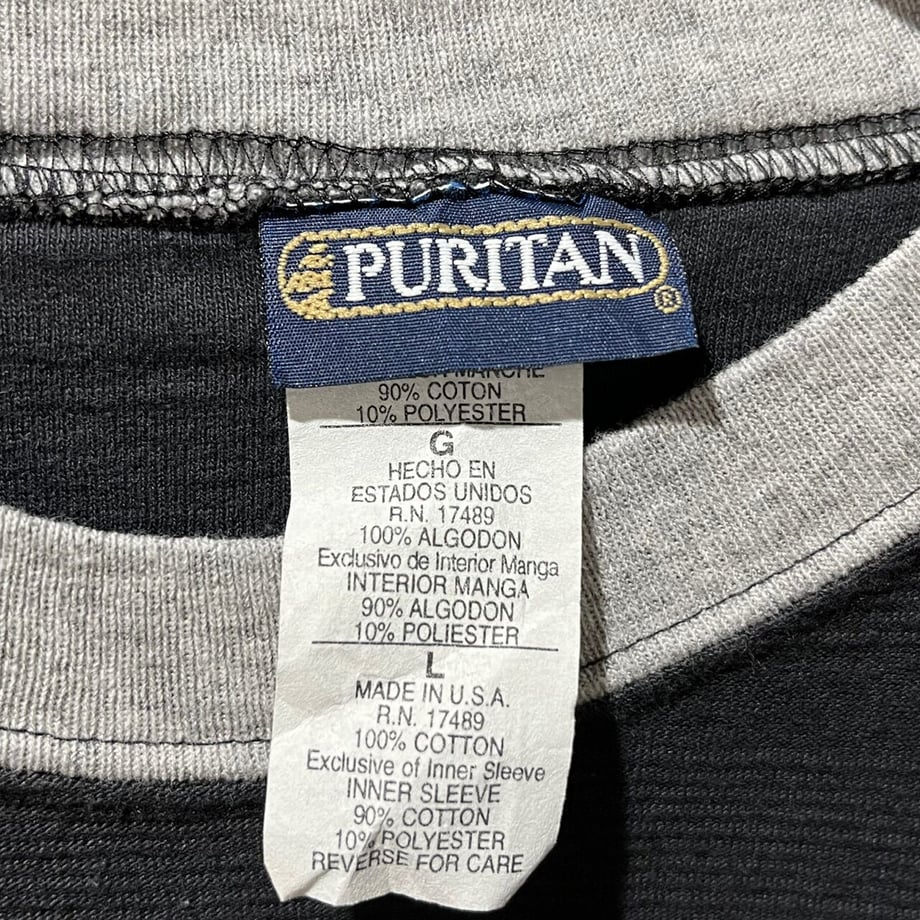 PURITAN
®
MANCHE
90% COTON
10% POLYESTER
G
HECHO EN
ESTADOS UNIDOS
R.N. 17489
100% ALGODON
Exclusivo de Interior Manga
INTERIOR MANGA
90% ALGODON
10% POLIESTER
L
MADE IN U.S.A.
R.N. 17489
100% COTTON
Exclusive of Inner Sleeve
INNER SLEEVE
90% COTTON
10% POLYESTER
REVERSE FOR CARE